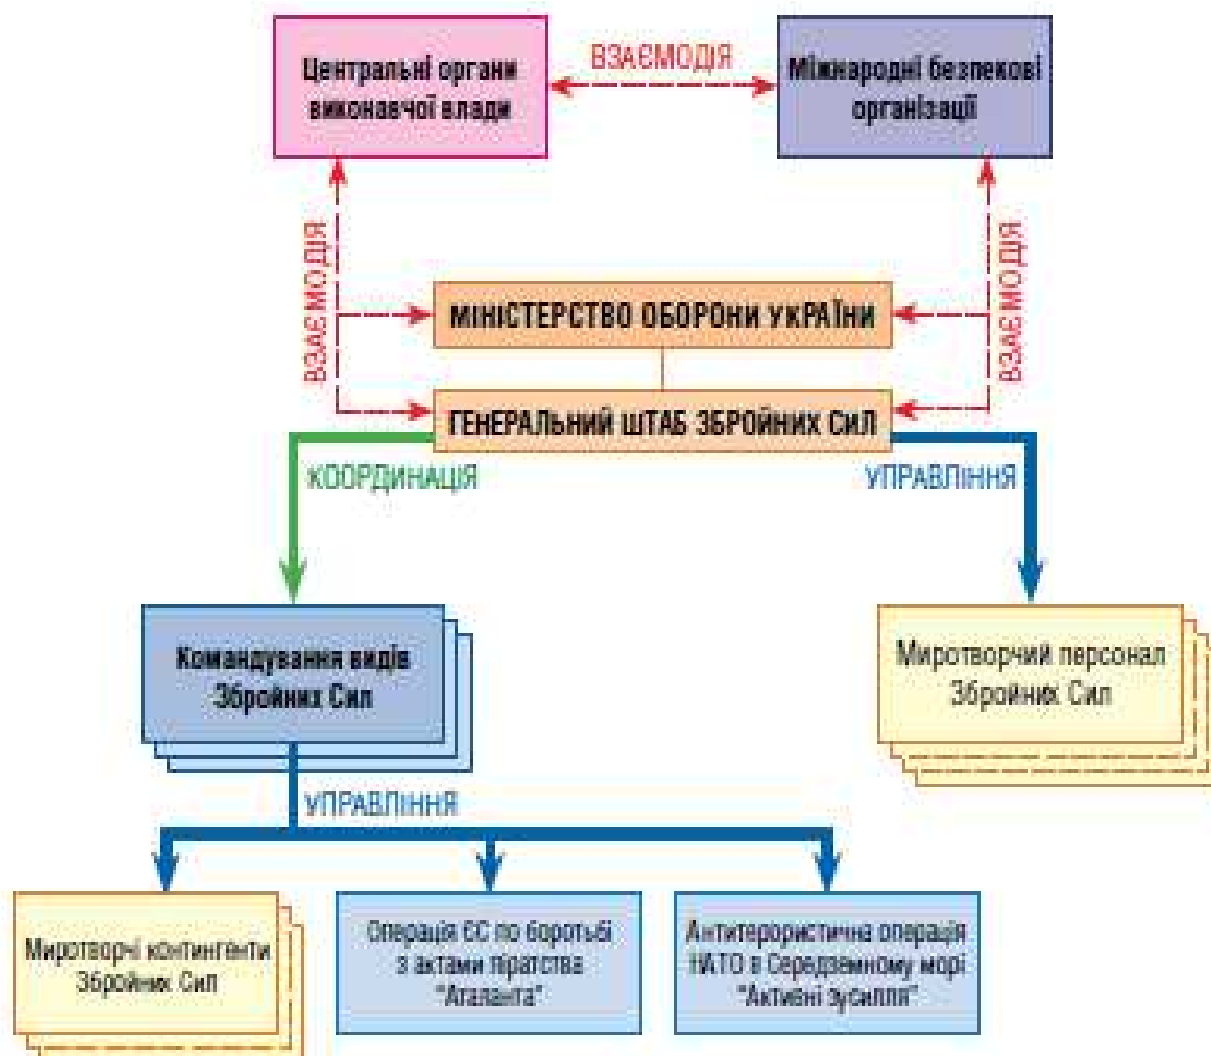 Центральні органи
виконавчої влади
ВЗАЄМОДІЯ
Міжнародні безпекові
організації
ВЗАЄМОДІЯ
ВЗАЄМОДІЯ
МІНІСТЕРСТВО ОБОРОНИ УКРАЇНИ
ГЕНЕРАЛЬНИЙ ШТАБ ЗБРОЙНИХ СИЛ
КООРДИНАЦІЯ
УПРАВЛІННЯ
Командування видів
Збройних Сил
Миротворчий персонал
Збройних Сил
УПРАВЛІННЯ
Миротворчі контингенти
Збройних Сил
Операція ЄС по боротьбі
з актами піратства
"Аталанта"
Антитерористична операція
НАТО в Середземному морі
"Активні зусилля"